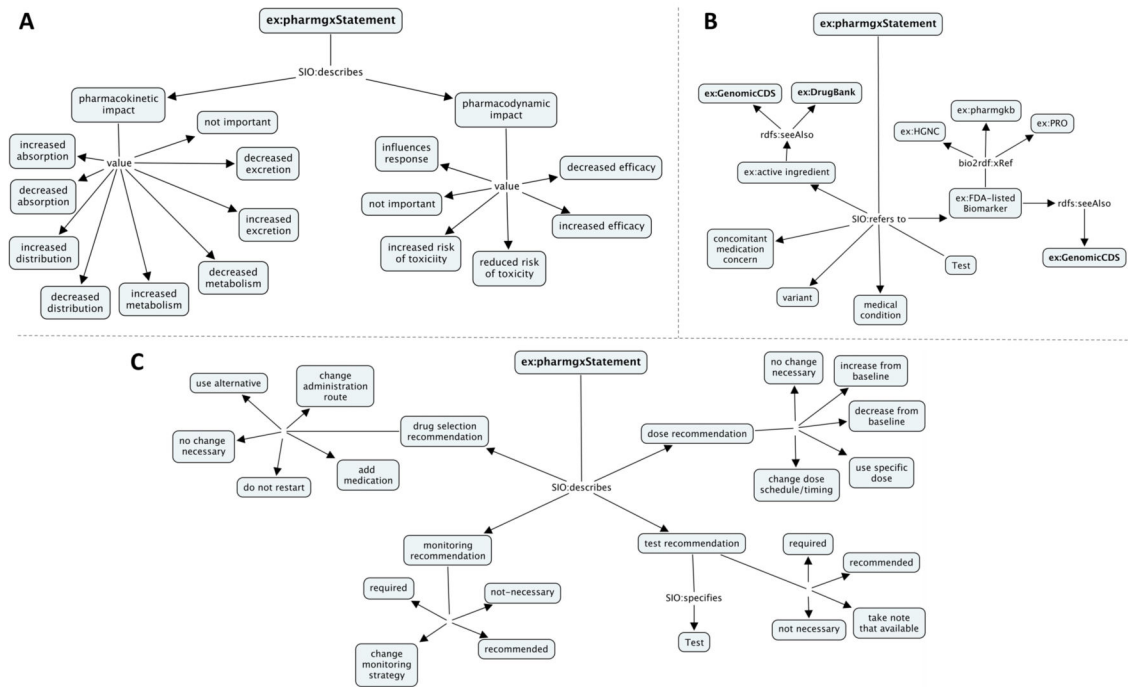 A
ex:pharmgxStatement
SIO:describes
pharmacokinetic
impact
pharmacodynamic
impact
not important
increased
absorption
value
decreased
excretion
decreased
absorption
increased
excretion
increased
distribution
decreased
metabolism
decreased
distribution
increased
metabolism
influences
response
decreased efficacy
value
not important
increased efficacy
increased risk
of toxiciity
reduced risk
of toxicity
B
ex:pharmgxStatement
ex:GenomicCDS
ex:DrugBank
rdfs:seeAlso
ex:active ingredient
ex:pharmgkb
ex:HGNC
ex:PRO
bio2rdf:xRef
ex:FDA-listed
Biomarker
rdfs:seeAlso
SIO:refers to
ex:GenomicCDS
concomitant
medication
concern
Test
variant
medical
condition
C
ex:pharmgxStatement
use alternative
change
administration
route
drug selection
recommendation
no change
necessary
do not restart
add
medication
no change
necessary
increase from
baseline
dose recommendation
decrease from
baseline
change dose
schedule/timing
use specific
dose
SIO:describes
monitoring
recommendation
required
not-necessary
change
monitoring
strategy
recommended
test recommendation
SIO:specifies
Test
required
recommended
not necessary
take note
that available